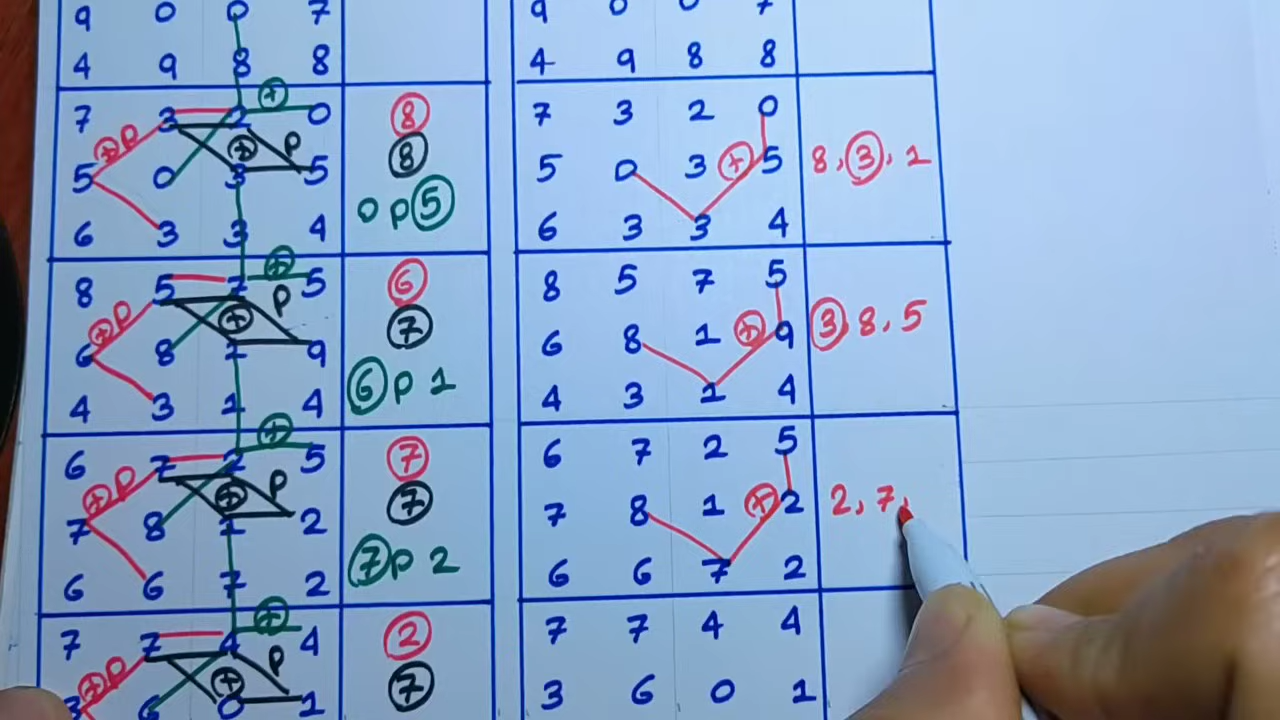 9 0 0 7
4 9 8 8
7 3 2 0 + 8
+ P + P 8
5 0 3 5
0 P 5
6 3 3 4
8 5 7 5 + 6
+ P + P 7
6 8 1 9
6 P 1
4 3 1 4
6 7 2 5 + 7
+ P + P 7
7 8 1 2
7 P 2
6 6 7 2
7 7 4 4 + 2
+ P + P 7
3 6 0 1
9 0 0 7
4 9 8 8
7 3 2 0
5 0 3 + 5 8, 3, 1
6 3 3 4
8 5 7 5
6 8 1 + 9 3, 8, 5
4 3 1 4
6 7 2 5
7 8 1 + 2 2, 7,
6 6 7 2
7 7 4 4
3 6 0 1